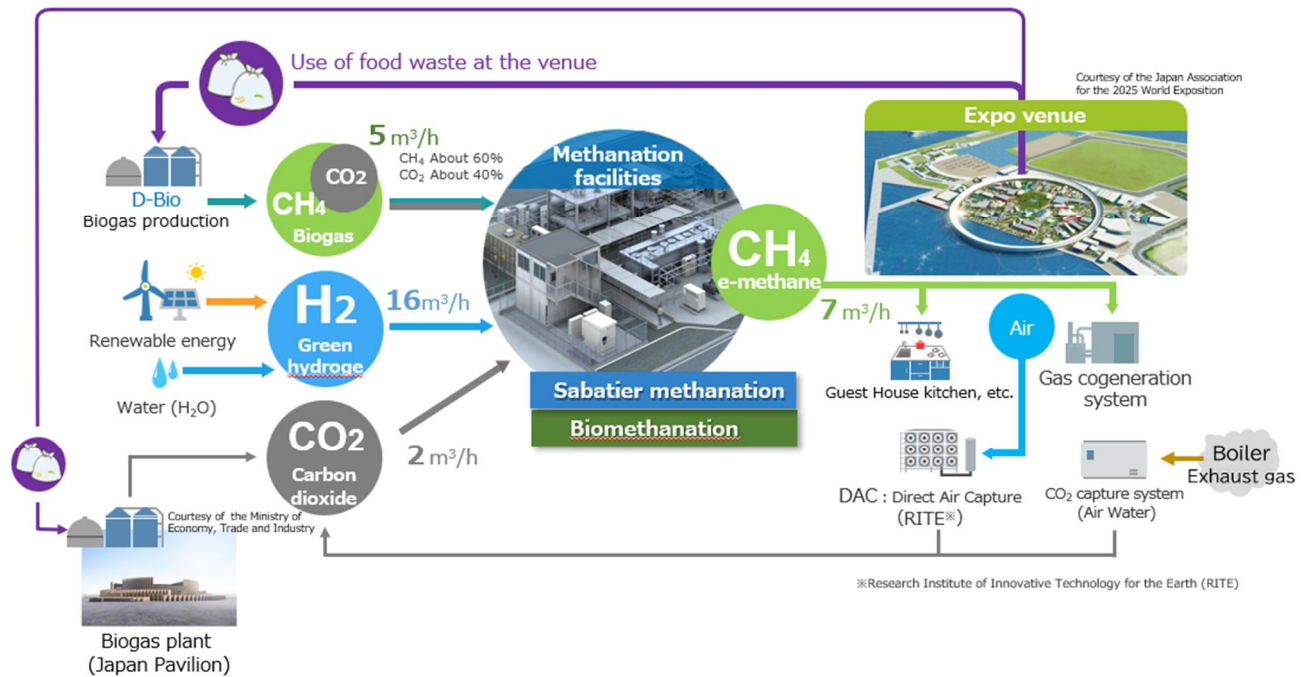 Use of food waste at the venue
Courtesy of the Japan Association
for the 2025 World Exposition
Expo venue
5 m³/h
CH₄ About 60%
CO₂ About 40%
Methanation
facilities
CO2
CH4
Biogas
D-Bio
Biogas production
CH4
e-methane
7 m³/h
H2
Green
hydroge
16m³/h
Renewable energy
Water (H₂O)
Air
Guest House kitchen, etc.
Gas cogeneration
system
Sabatier methanation
Biomethanation
CO2
Carbon
dioxide
2 m³/h
Boiler
Exhaust gas
DAC : Direct Air Capture
(RITE※)
CO₂ capture system
(Air Water)
Courtesy of the Ministry of
Economy, Trade and Industry
※Research Institute of Innovative Technology for the Earth (RITE)
Biogas plant
(Japan Pavilion)